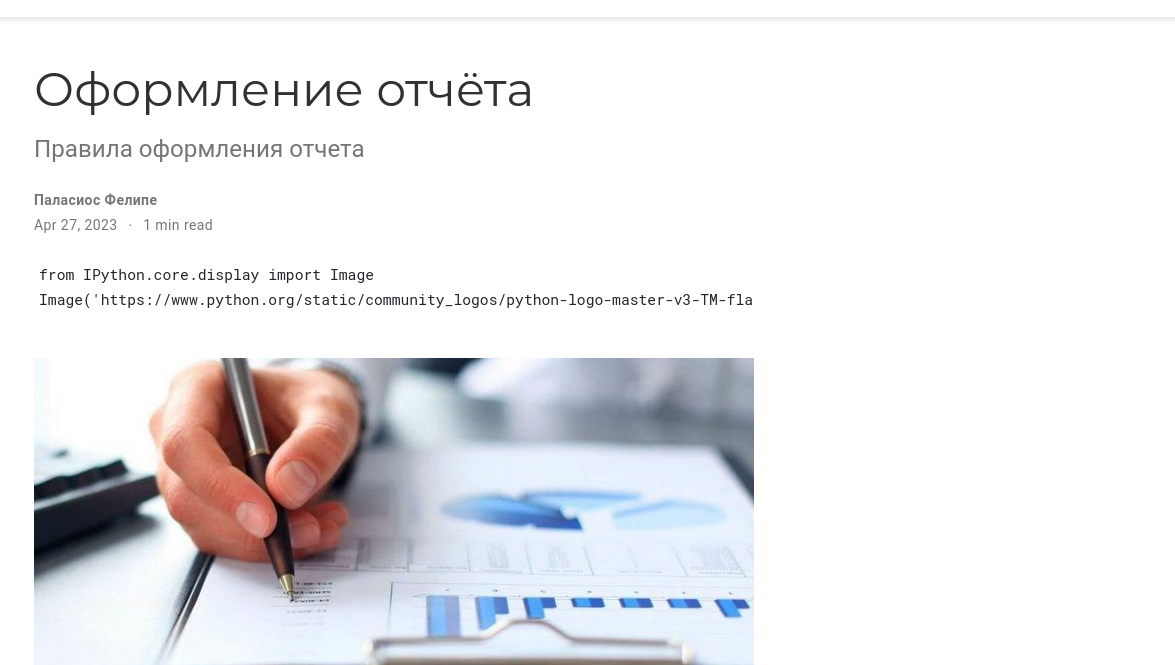 Оформление отчёта
Правила оформления отчета
Паласиос Фелипе
Apr 27, 2023 · 1 min read
from IPython.core.display import Image
Image('https://www.python.org/static/community_logos/python-logo-master-v3-TM-fla